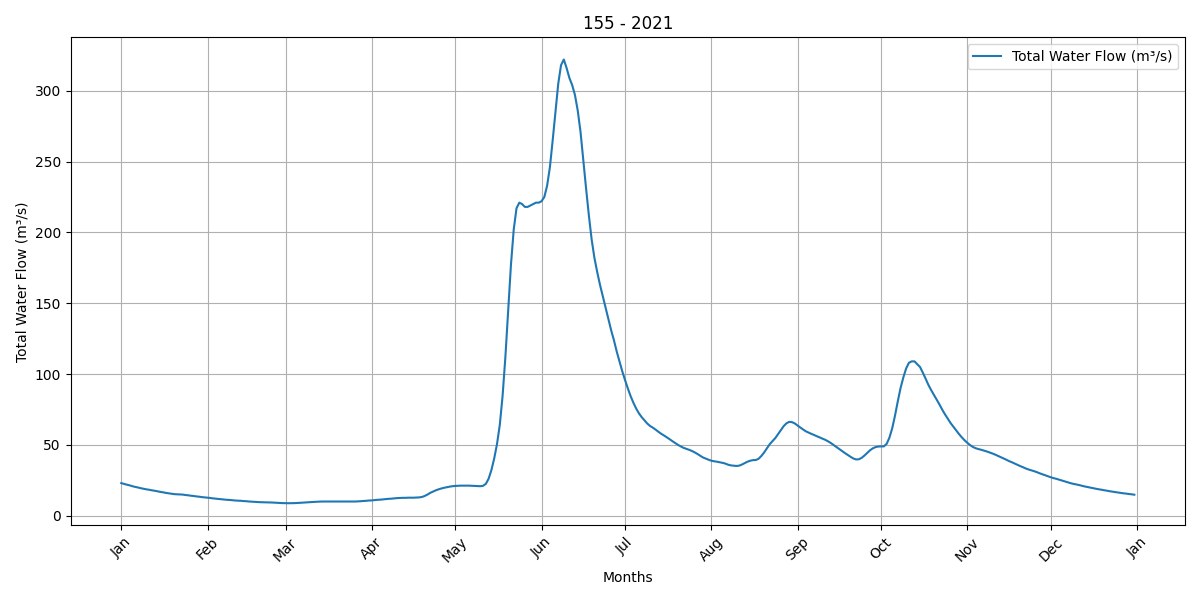 155 - 2021
Total Water Flow (m³/s)
Total Water Flow (m³/s)
300
250
200
150
100
50
0
Jan Feb Mar Apr May Jun Jul Aug Sep Oct Nov Dec Jan
Months